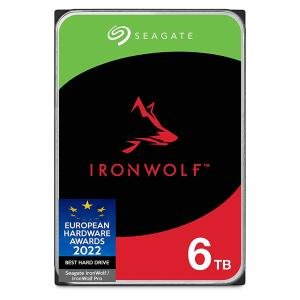 SEAGATE
IRONWOLF™
EUROPEAN
HARDWARE
AWARDS
2022
BEST HARD DRIVE
Seagate IronWolf /
IronWolf Pro
6TB